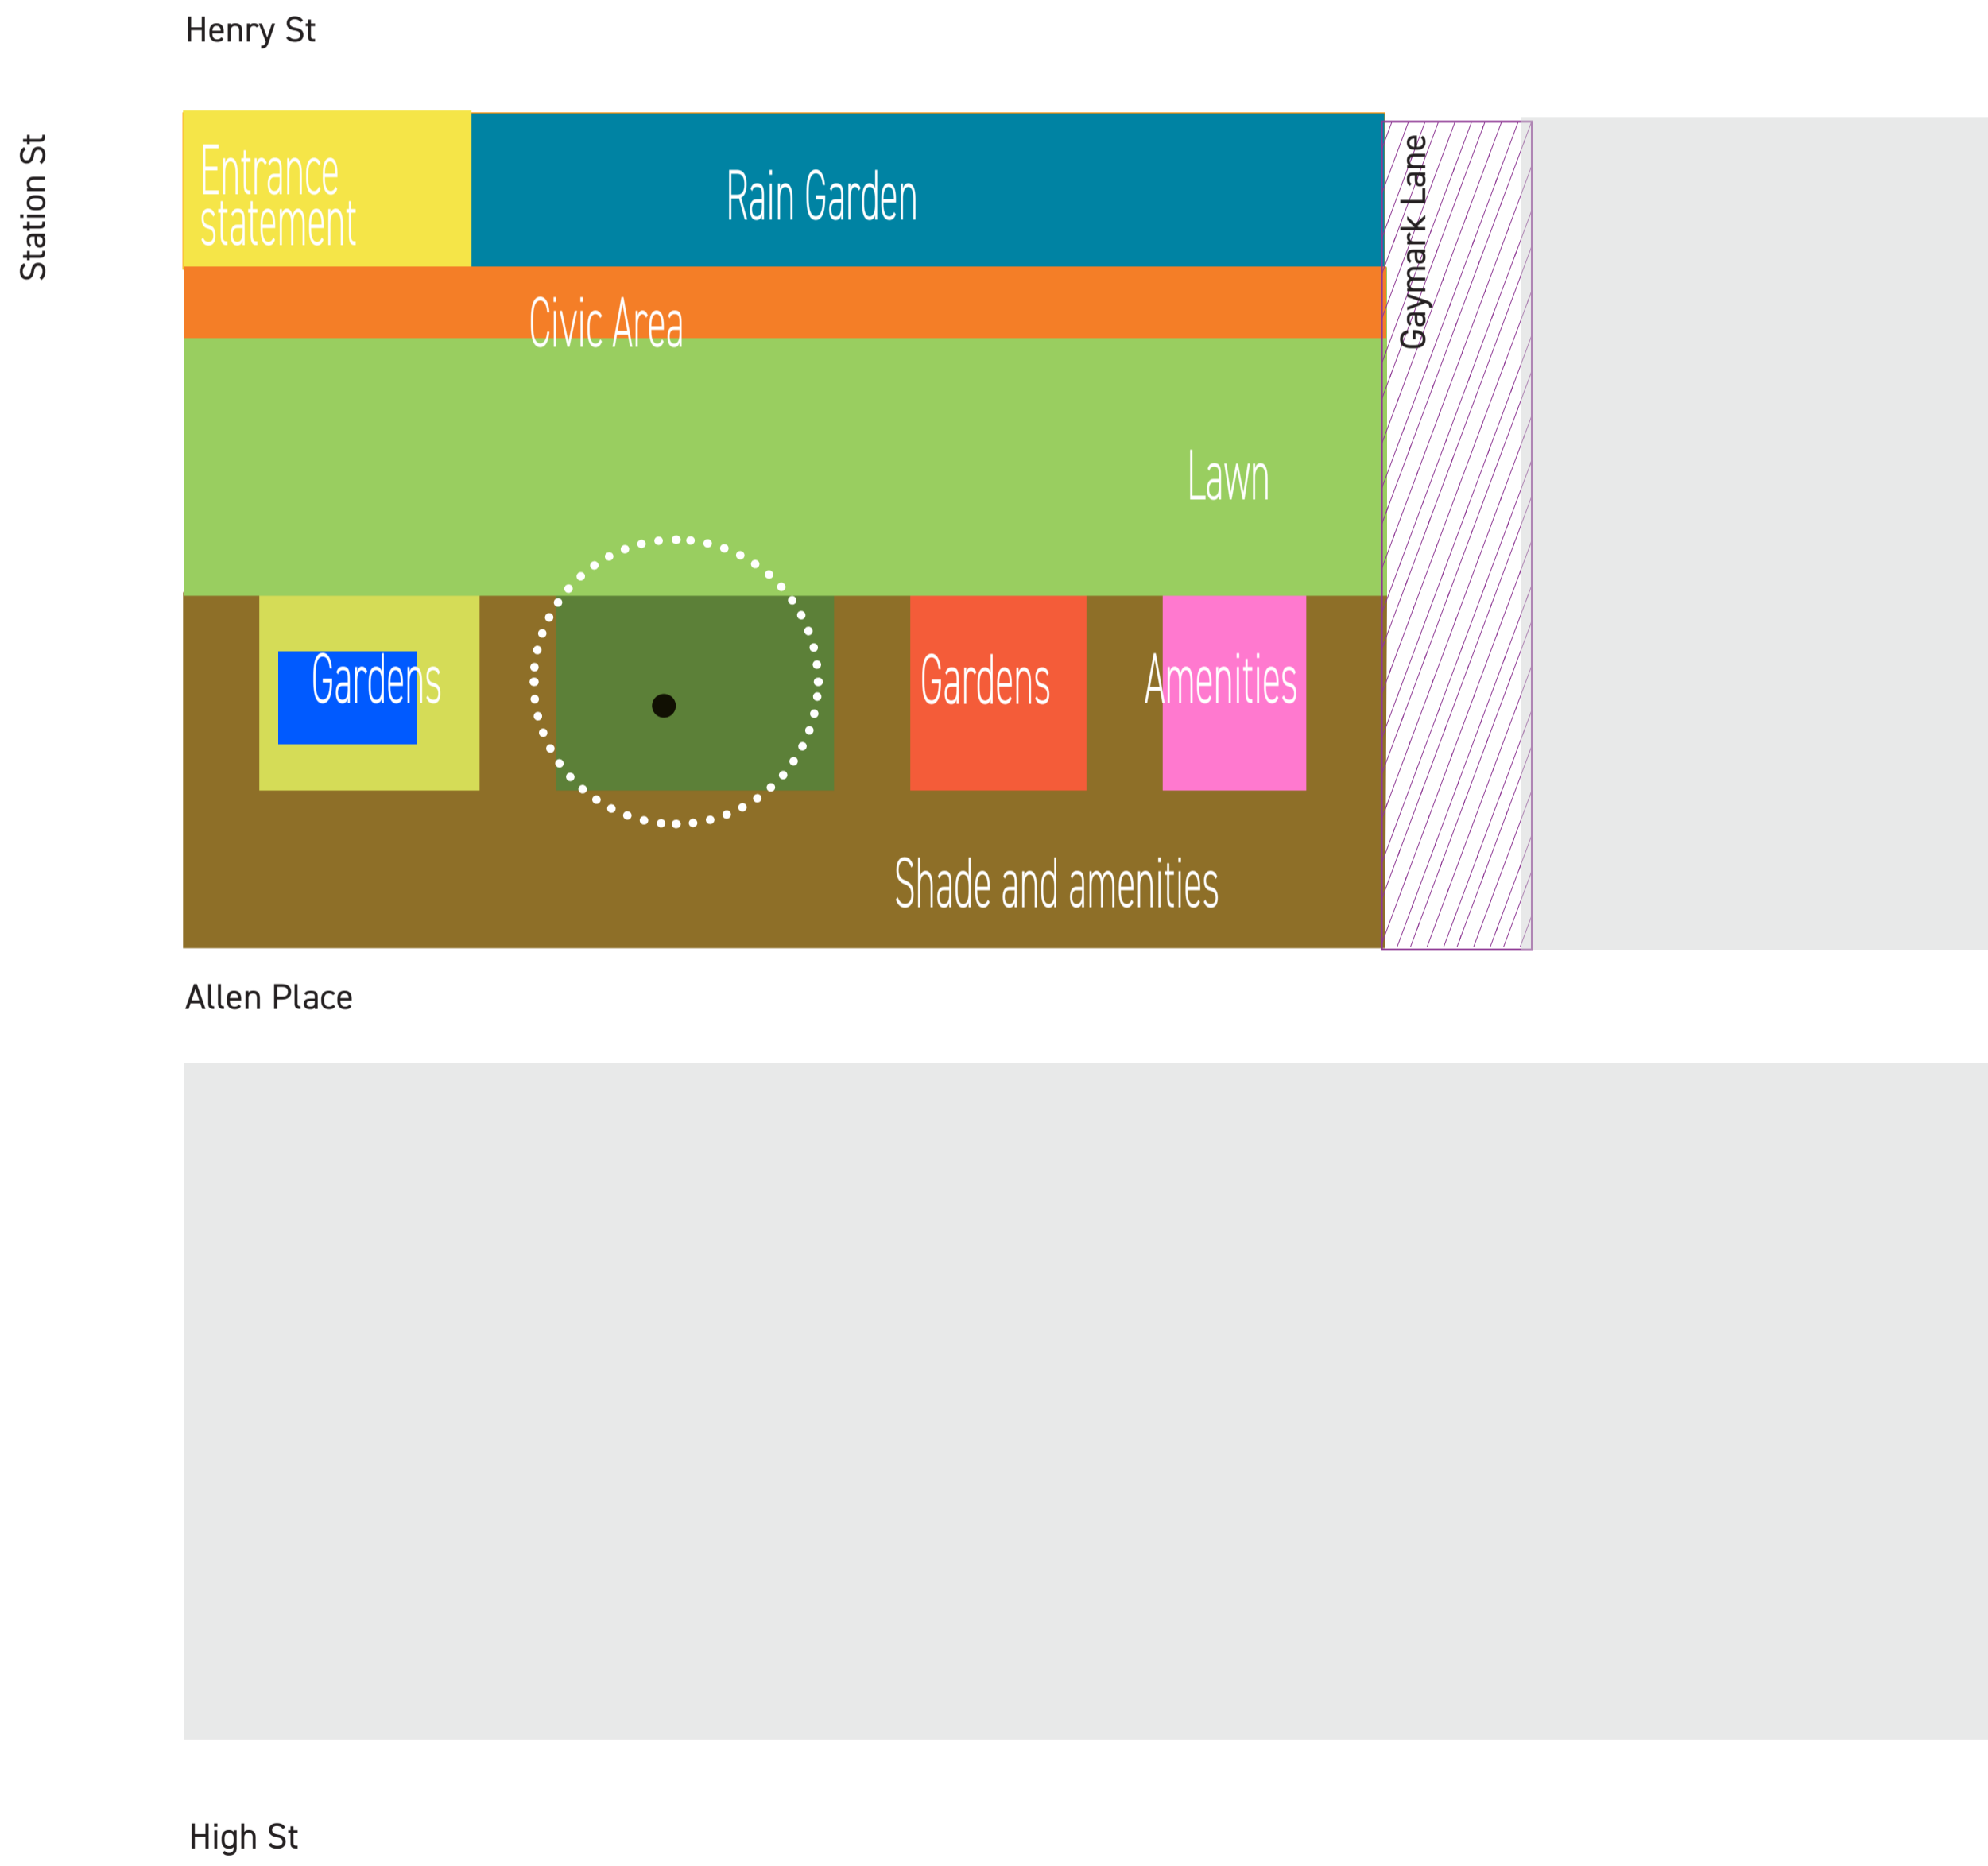 Henry St
Station St
Entrance
statement
Rain Garden
Gaymark Lane
Civic Area
Lawn
Gardens
Gardens
Amenities
Shade and amenities
Allen Place
High St